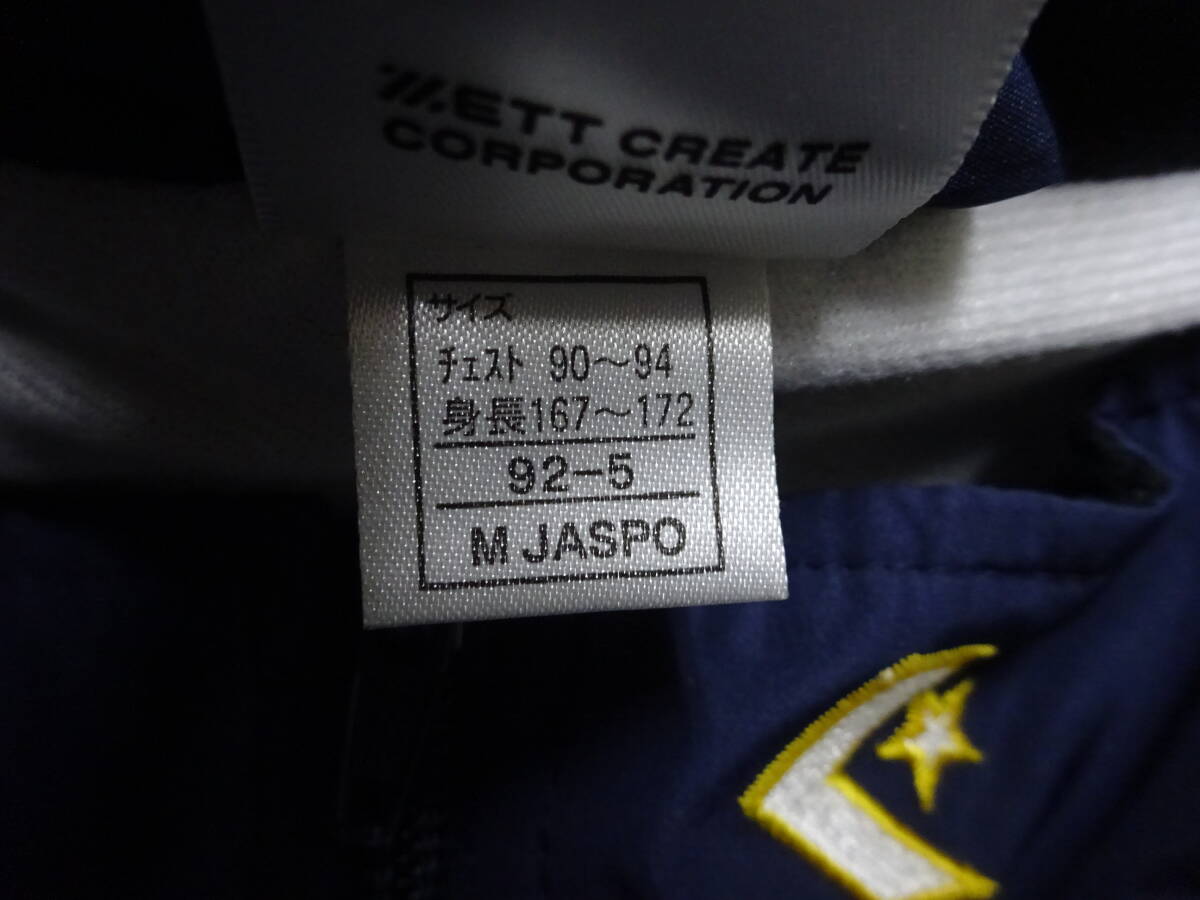 ZETT CREATE
CORPORATION
サイズ
チェスト 90～94
身長167～172
92-5
M JASPO